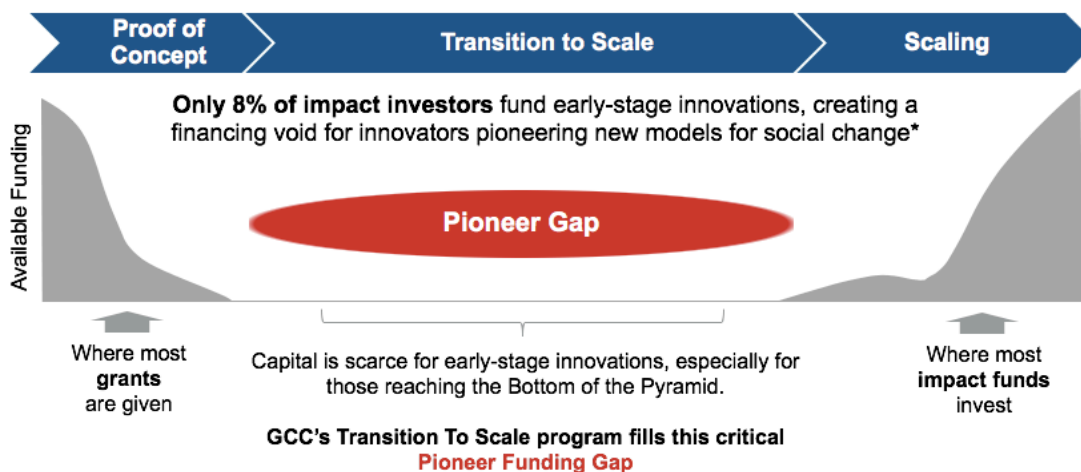 Proof of
Concept
Transition to Scale
Scaling
Only 8% of impact investors fund early-stage innovations, creating a
financing void for innovators pioneering new models for social change*
Available Funding
Pioneer Gap
Where most
grants
are given
Capital is scarce for early-stage innovations, especially for
those reaching the Bottom of the Pyramid.
Where most
impact funds
invest
GCC's Transition To Scale program fills this critical
Pioneer Funding Gap